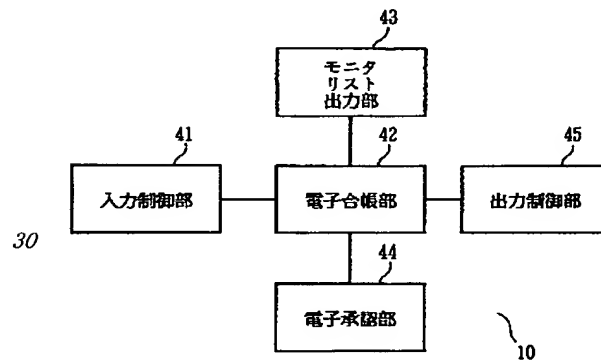 43
モニタ
リスト
出力部
41
42
45
入力制御部
電子台帳部
出力制御部
30
44
電子承認部
10